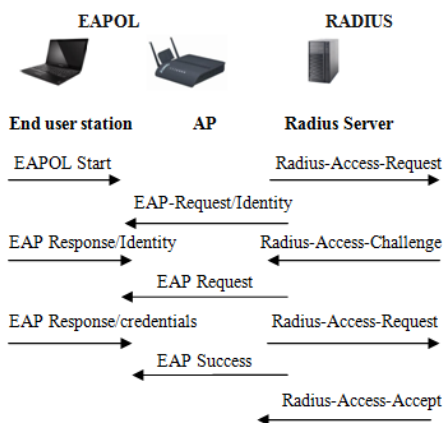 EAPOL RADIUS
End user station AP Radius Server
EAPOL Start Radius-Access-Request
EAP-Request/Identity
EAP Response/Identity Radius-Access-Challenge
EAP Request
EAP Response/credentials Radius-Access-Request
EAP Success
Radius-Access-Accept